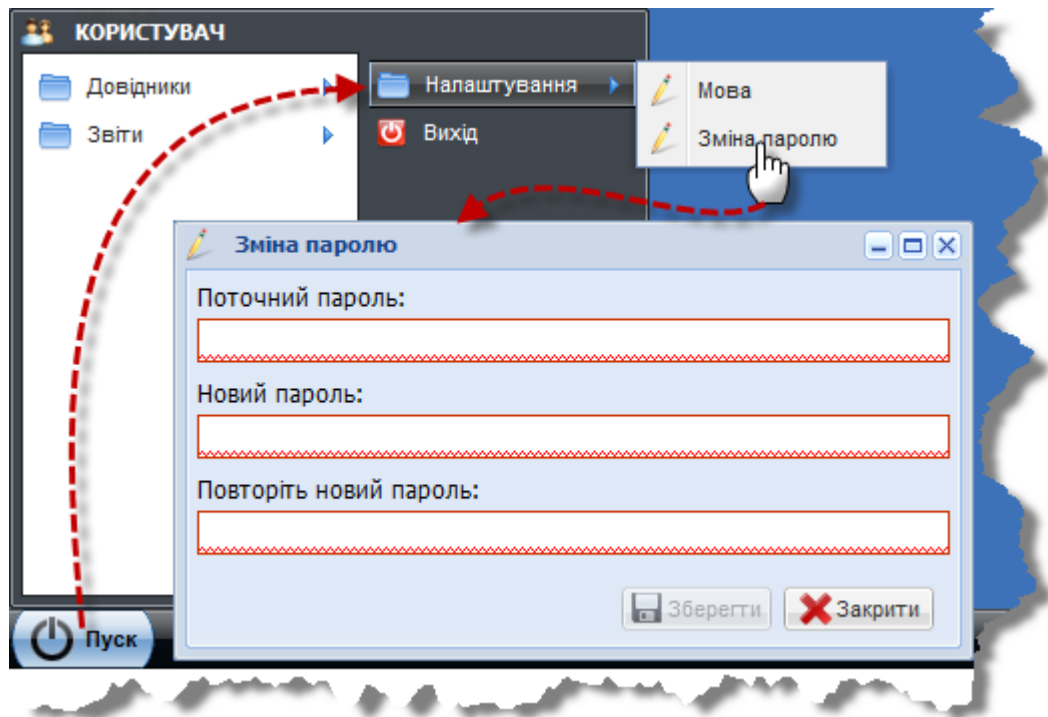 КОРИСТУВАЧ
Довідники
Звіти
Налаштування
Вихід
Мова
Зміна паролю
Зміна паролю
Поточний пароль:
Новий пароль:
Повторіть новий пароль:
Зберегти
Закрити
Пуск